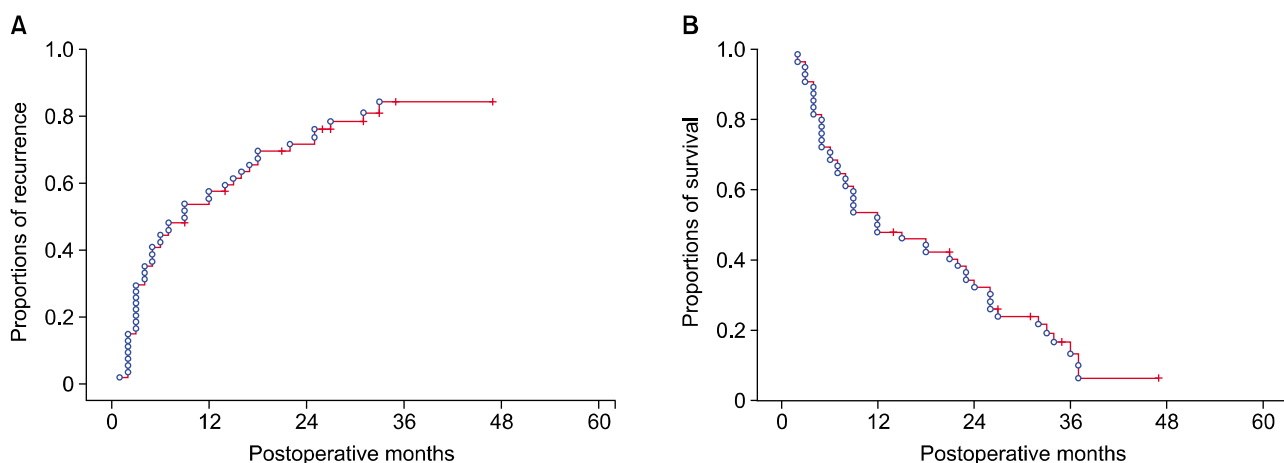 A
Proportions of recurrence
1.0
0.8
0.6
0.4
0.2
0
0 12 24 36 48 60
Postoperative months
B
Proportions of survival
1.0
0.8
0.6
0.4
0.2
0
0 12 24 36 48 60
Postoperative months